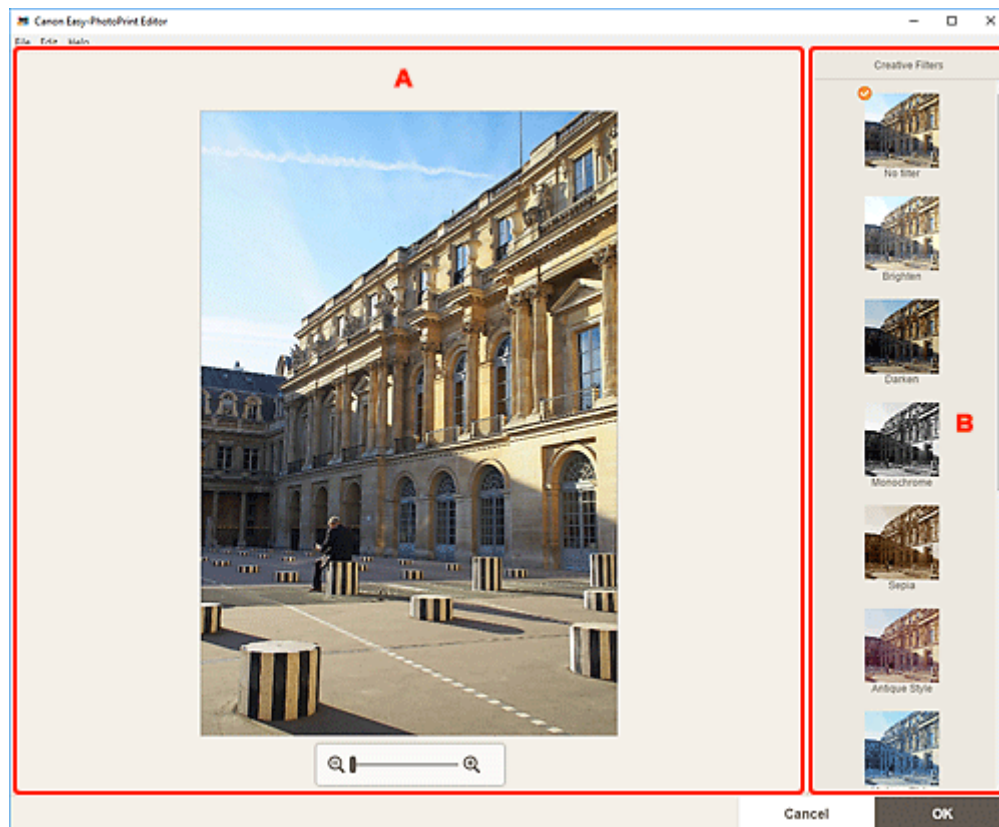 Canon Easy-PhotoPrint Editor
File Edit Help
A
Creative Filters
No filter
Brighten
Darken
B
Monochrome
Sepia
Antique Style
Cancel
OK